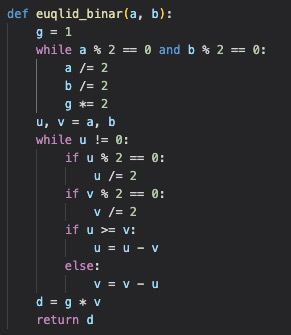 def euqlid_binar(a, b):
    g = 1
    while a % 2 == 0 and b % 2 == 0:
        a /= 2
        b /= 2
        g *= 2
    u, v = a, b
    while u != 0:
        if u % 2 == 0:
            u /= 2
        if v % 2 == 0:
            v /= 2
        if u >= v:
            u = u - v
        else:
            v = v - u
    d = g * v
    return d